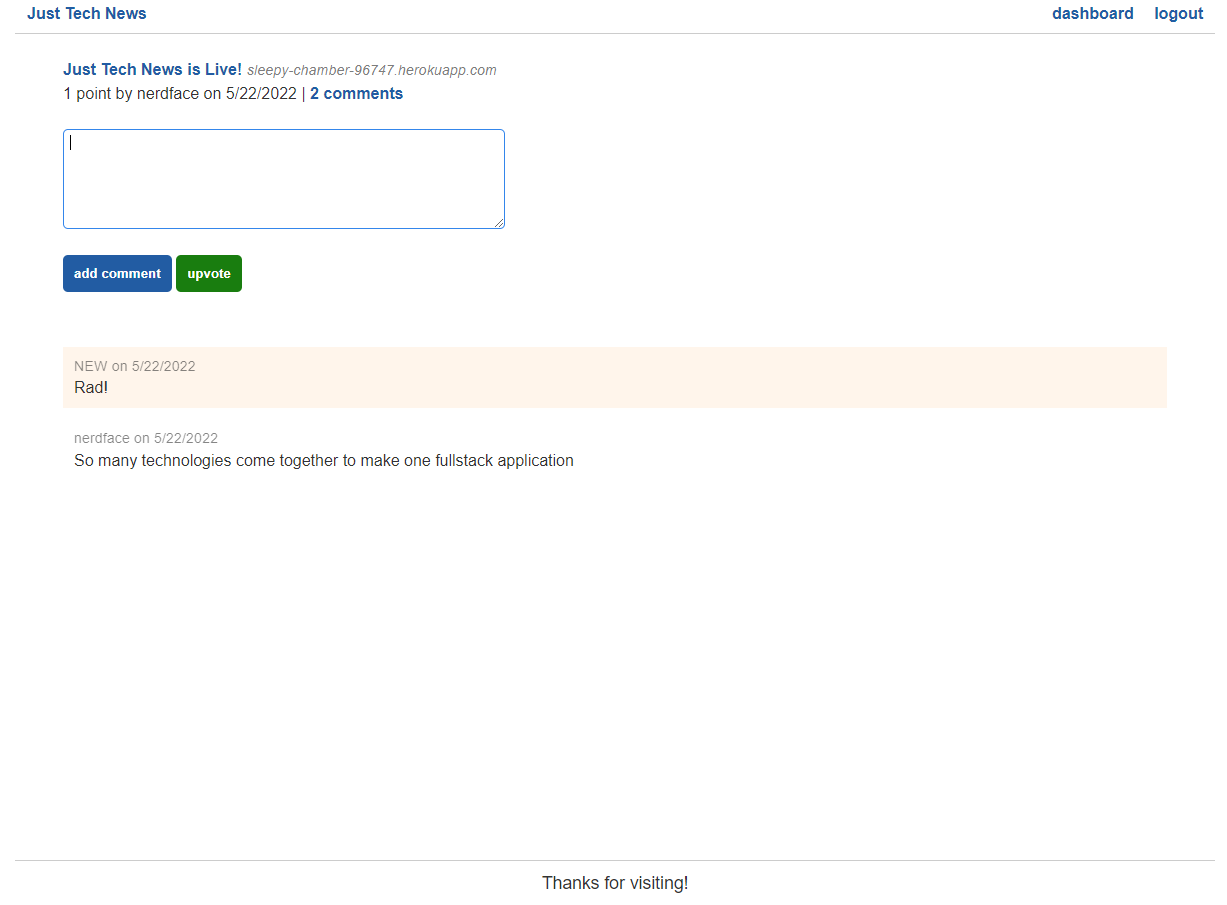 Just Tech News dashboard logout
Just Tech News is Live! sleepy-chamber-96747.herokuapp.com
1 point by nerdface on 5/22/2022 | 2 comments
add comment upvote
NEW on 5/22/2022
Rad!
nerdface on 5/22/2022
So many technologies come together to make one fullstack application
Thanks for visiting!